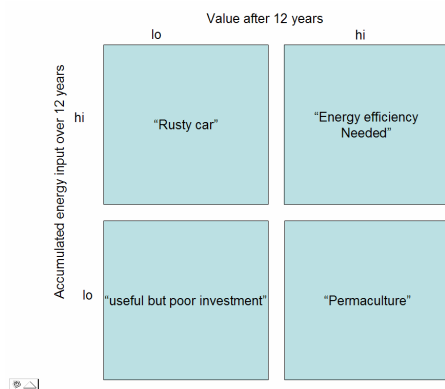 Value after 12 years
lo
hi
Accumulated energy input over 12 years
hi
“Rusty car”
“Energy efficiency
Needed”
lo
“useful but poor investment”
“Permaculture”